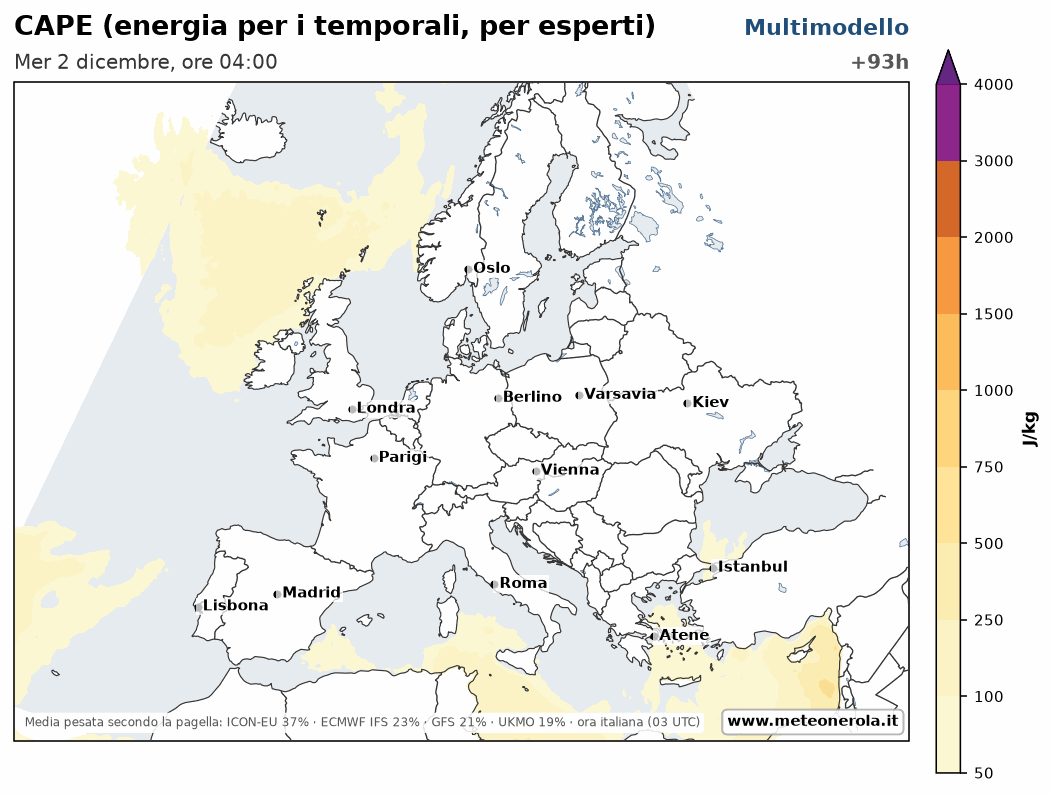 CAPE (energia per i temporali, per esperti)
Multimodello
Mer 2 dicembre, ore 04:00
+93h
4000
3000
2000
1500
1000
750
500
250
100
50
J/kg
Oslo
Berlino
Varsavia
Kiev
Londra
Parigi
Vienna
Istanbul
Roma
Madrid
Lisbona
Atene
Media pesata secondo la pagella: ICON-EU 37% · ECMWF IFS 23% · GFS 21% · UKMO 19% · ora italiana (03 UTC)
www.meteonerola.it